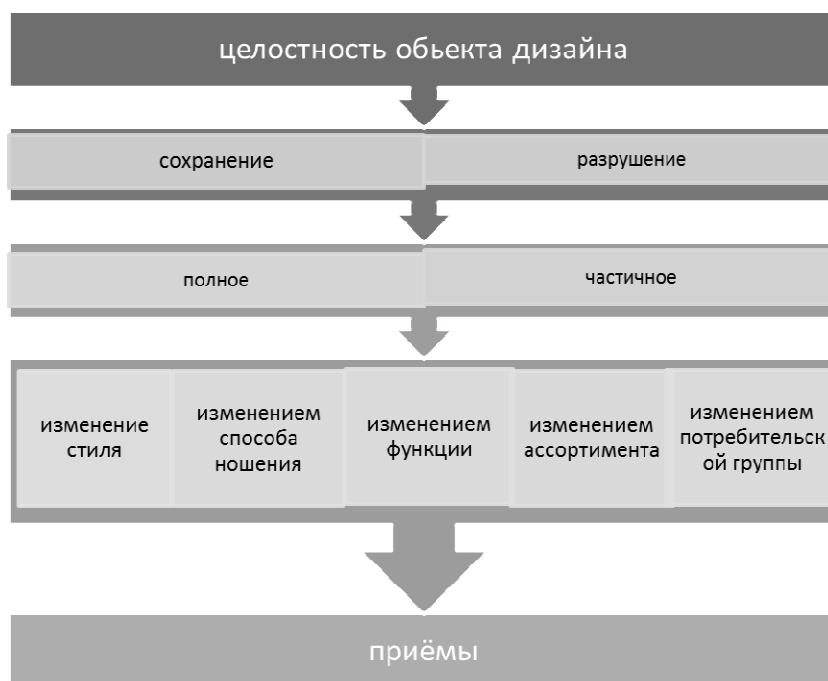 целостность обьекта дизайна
сохранение
разрушение
полное
частичное
изменение
стиля
изменением
способа
ношения
изменением
функции
изменением
ассортимента
изменением
потребительск
ой группы
приёмы